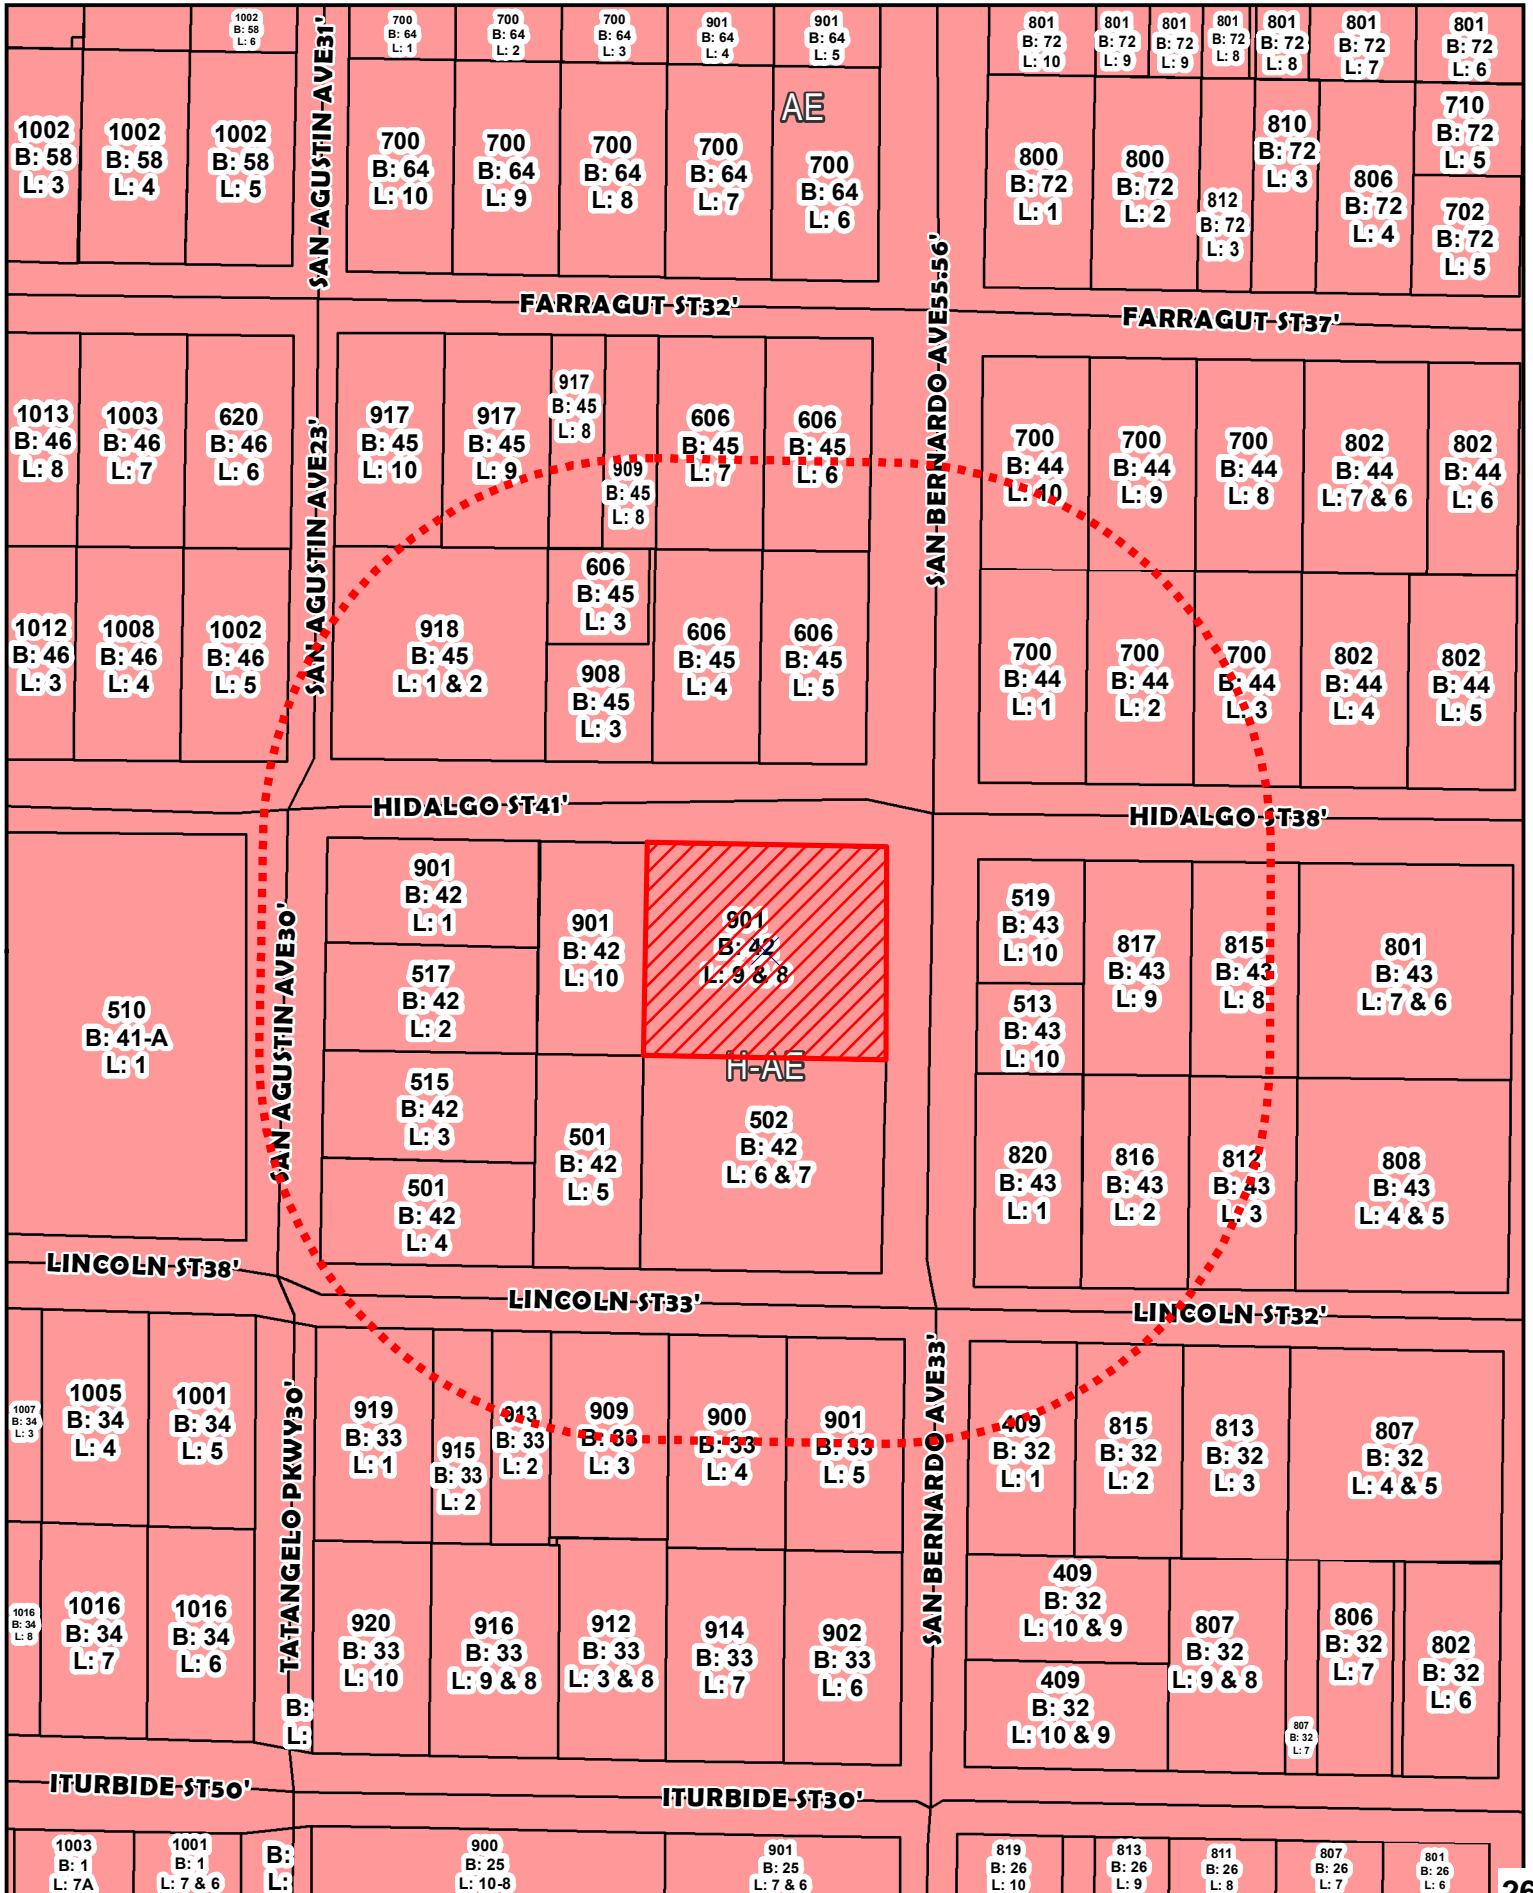 1002
B: 58
L: 6
700
B: 64
L: 1
700
B: 64
L: 2
700
B: 64
L: 3
901
B: 64
L: 4
901
B: 64
L: 5
801
B: 72
L: 10
801
B: 72
L: 9
801
B: 72
L: 9
801
B: 72
L: 8
801
B: 72
L: 8
801
B: 72
L: 7
801
B: 72
L: 6
SAN AGUSTIN AVE31'
AE
1002
B: 58
L: 3
1002
B: 58
L: 4
1002
B: 58
L: 5
700
B: 64
L: 10
700
B: 64
L: 9
700
B: 64
L: 8
700
B: 64
L: 7
700
B: 64
L: 6
800
B: 72
L: 1
800
B: 72
L: 2
812
B: 72
L: 3
810
B: 72
L: 3
806
B: 72
L: 4
710
B: 72
L: 5
702
B: 72
L: 5
FARRAGUT ST32'
FARRAGUT ST37'
SAN BERNARDO AVE55.56'
1013
B: 46
L: 8
1003
B: 46
L: 7
620
B: 46
L: 6
SAN AGUSTIN AVE23'
917
B: 45
L: 10
917
B: 45
L: 9
917
B: 45
L: 8
909
B: 45
L: 8
606
B: 45
L: 7
606
B: 45
L: 6
700
B: 44
L: 10
700
B: 44
L: 9
700
B: 44
L: 8
802
B: 44
L: 7 & 6
802
B: 44
L: 6
1012
B: 46
L: 3
1008
B: 46
L: 4
1002
B: 46
L: 5
918
B: 45
L: 1 & 2
606
B: 45
L: 3
908
B: 45
L: 3
606
B: 45
L: 4
606
B: 45
L: 5
700
B: 44
L: 1
700
B: 44
L: 2
700
B: 44
L: 3
802
B: 44
L: 4
802
B: 44
L: 5
HIDALGO ST41'
HIDALGO ST38'
510
B: 41-A
L: 1
SAN AGUSTIN AVE30'
901
B: 42
L: 1
517
B: 42
L: 2
515
B: 42
L: 3
501
B: 42
L: 4
901
B: 42
L: 10
901
B: 42
L: 9 & 8
H-AE
501
B: 42
L: 5
502
B: 42
L: 6 & 7
519
B: 43
L: 10
513
B: 43
L: 10
817
B: 43
L: 9
815
B: 43
L: 8
801
B: 43
L: 7 & 6
820
B: 43
L: 1
816
B: 43
L: 2
812
B: 43
L: 3
808
B: 43
L: 4 & 5
LINCOLN ST38'
LINCOLN ST33'
LINCOLN ST32'
1007
B: 34
L: 3
1005
B: 34
L: 4
1001
B: 34
L: 5
TATANGELO PKWY30'
919
B: 33
L: 1
915
B: 33
L: 2
913
B: 33
L: 2
909
B: 33
L: 3
900
B: 33
L: 4
901
B: 33
L: 5
SAN BERNARDO AVE33'
409
B: 32
L: 1
815
B: 32
L: 2
813
B: 32
L: 3
807
B: 32
L: 4 & 5
1016
B: 34
L: 8
1016
B: 34
L: 7
1016
B: 34
L: 6
B:
L:
920
B: 33
L: 10
916
B: 33
L: 9 & 8
912
B: 33
L: 3 & 8
914
B: 33
L: 7
902
B: 33
L: 6
409
B: 32
L: 10 & 9
409
B: 32
L: 10 & 9
807
B: 32
L: 9 & 8
807
B: 32
L: 7
806
B: 32
L: 7
802
B: 32
L: 6
ITURBIDE ST50'
ITURBIDE ST30'
1003
B: 1
L: 7A
1001
B: 1
L: 7 & 6
B:
L:
900
B: 25
L: 10-8
901
B: 25
L: 7 & 6
819
B: 26
L: 10
813
B: 26
L: 9
811
B: 26
L: 8
807
B: 26
L: 7
801
B: 26
L: 6